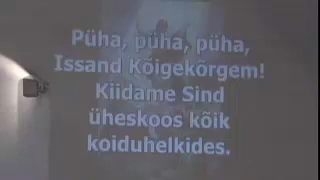 Püha, püha, püha,
Issand Kõigekõrgem!
Kiidame Sind
üheskoos kõik
koiduhelkides.